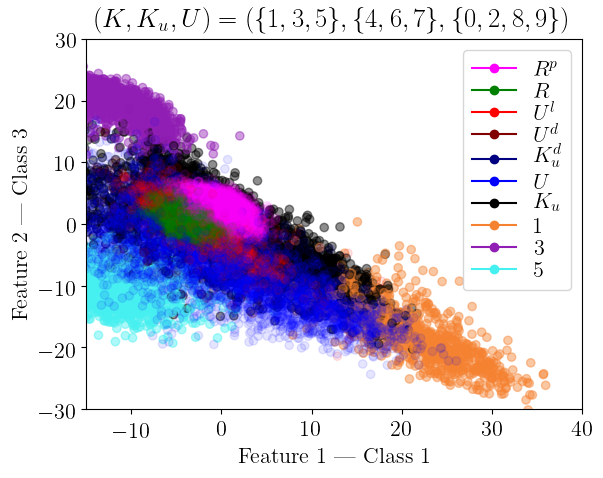 (K, K_u, U) = ({1, 3, 5}, {4, 6, 7}, {0, 2, 8, 9})
30
20
10
0
−10
−20
−30
Feature 2 — Class 3
R^p
R
U^l
U^d
K_u^d
U
K_u
1
3
5
−10
0
10
20
30
40
Feature 1 — Class 1